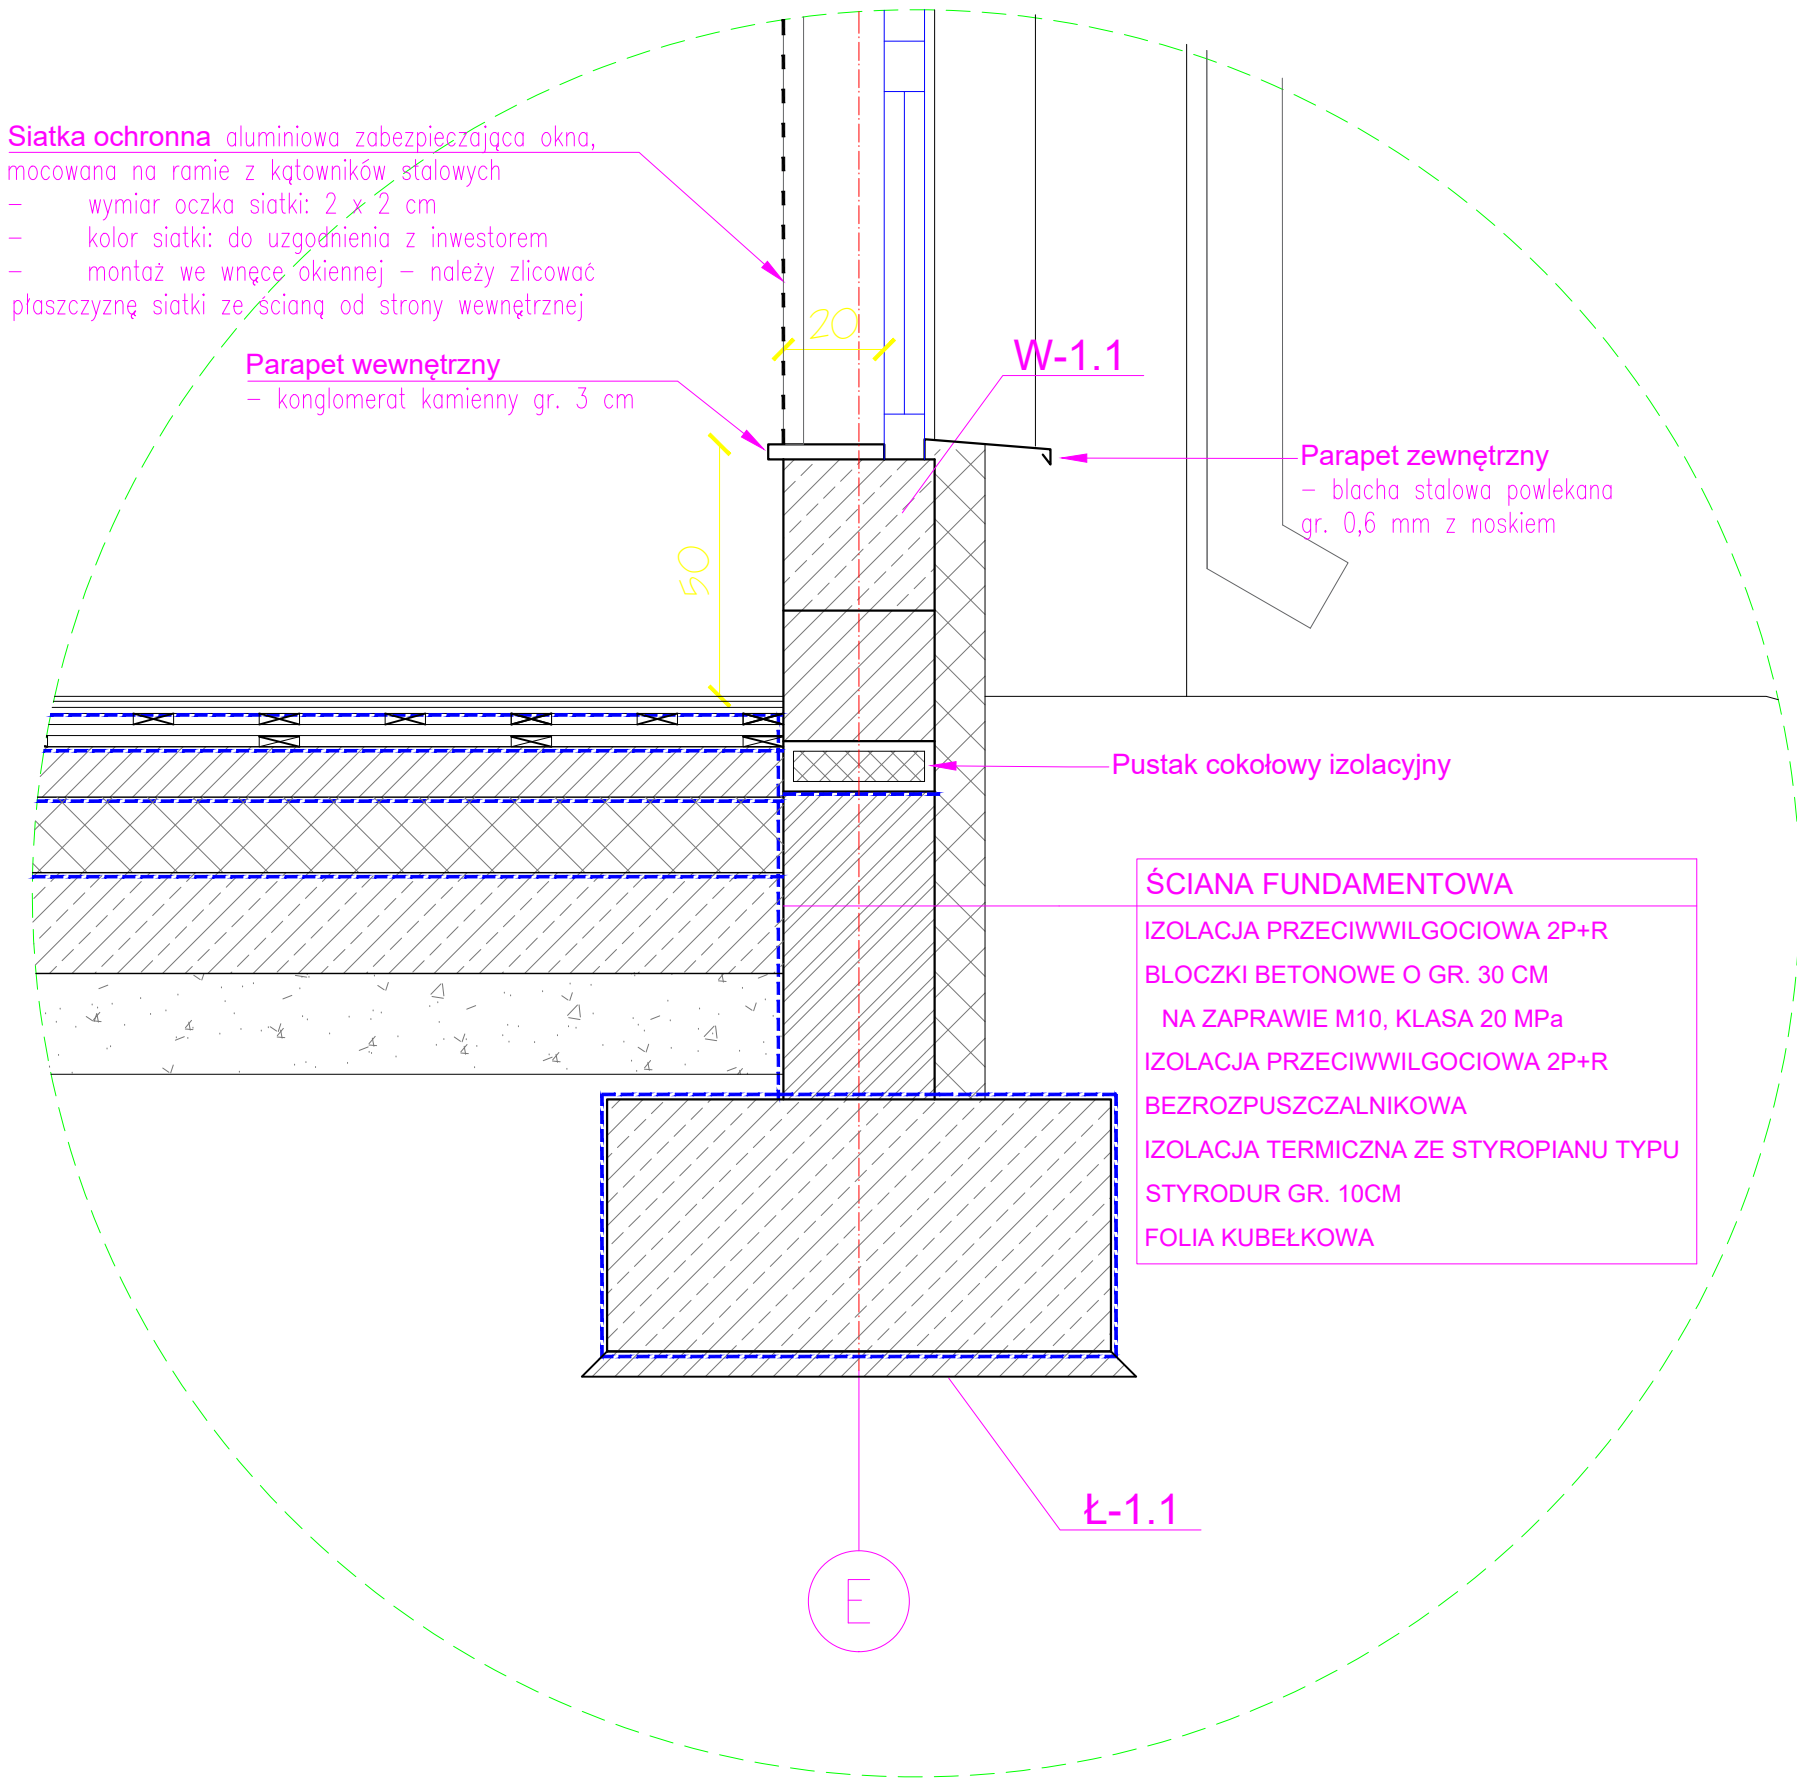 Siatka ochronna aluminiowa zabezpieczająca okna,
mocowana na ramie z kątowników stalowych
- wymiar oczka siatki: 2 x 2 cm
- kolor siatki: do uzgodnienia z inwestorem
- montaż we wnęce okiennej - należy zlicować
płaszczyznę siatki ze ścianą od strony wewnętrznej
20
W-1.1
Parapet wewnętrzny
- konglomerat kamienny gr. 3 cm
Parapet zewnętrzny
- blacha stalowa powlekana
gr. 0,6 mm z noskiem
50
Pustak cokołowy izolacyjny
ŚCIANA FUNDAMENTOWA
IZOLACJA PRZECIWWILGOCIOWA 2P+R
BLOCZKI BETONOWE O GR. 30 CM
NA ZAPRAWIE M10, KLASA 20 MPa
IZOLACJA PRZECIWWILGOCIOWA 2P+R
BEZROZPUSZCZALNIKOWA
IZOLACJA TERMICZNA ZE STYROPIANU TYPU
STYRODUR GR. 10CM
FOLIA KUBEŁKOWA
Ł-1.1
E